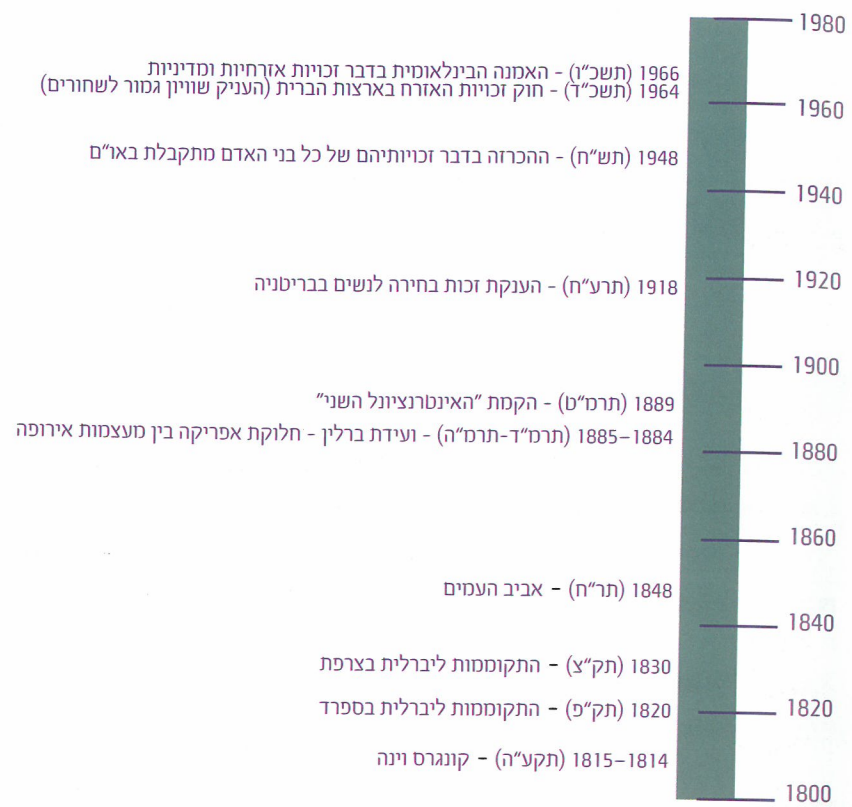 1980
1966 (תשכ"ו) - האמנה הבינלאומית בדבר זכויות אזרחיות ומדיניות
1964 (תשכ"ד) - חוק זכויות האזרח בארצות הברית (העניק שוויון גמור לשחורים)
1960
1948 (תש"ח) - ההכרזה בדבר זכויותיהם של כל בני האדם מתקבלת באו"ם
1940
1920
1918 (תרע"ח) - הענקת זכות בחירה לנשים בבריטניה
1900
1889 (תרמ"ט) - הקמת "האינטרנציונל השני"
1885–1884 (תרמ"ד-תרמ"ה) - ועידת ברלין - חלוקת אפריקה בין מעצמות אירופה
1880
1860
1848 (תר"ח) - אביב העמים
1840
1830 (תק"צ) - התקוממות ליברלית בצרפת
1820 (תק"פ) - התקוממות ליברלית בספרד
1820
1815–1814 (תקע"ה) - קונגרס וינה
1800